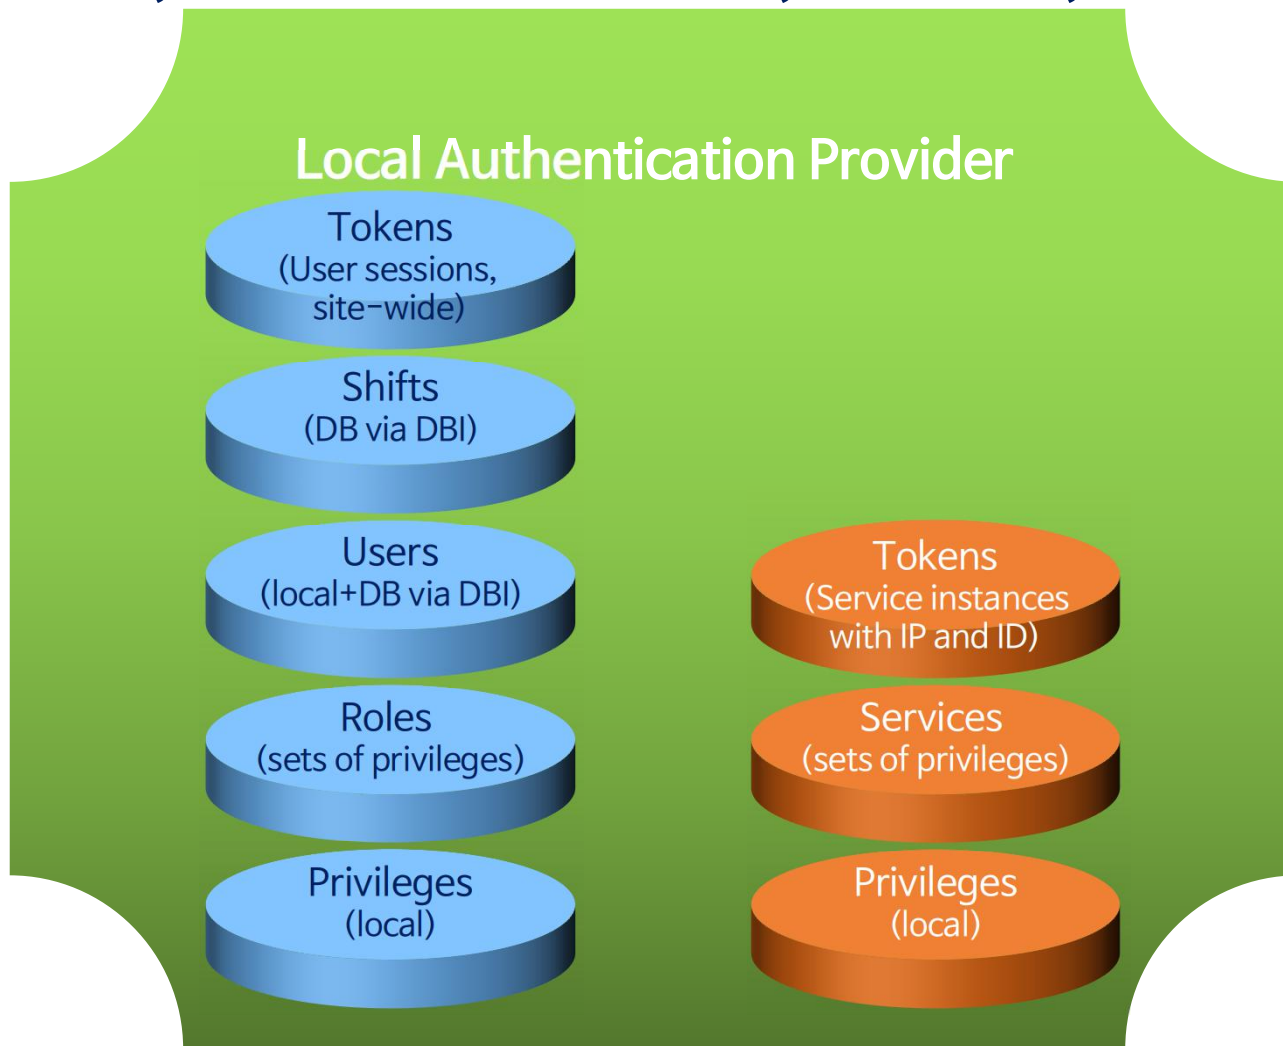 Local Authentication Provider
Tokens
(User sessions,
site-wide)
Shifts
(DB via DBI)
Users
(local+DB via DBI)
Roles
(sets of privileges)
Privileges
(local)
Tokens
(Service instances
with IP and ID)
Services
(sets of privileges)
Privileges
(local)